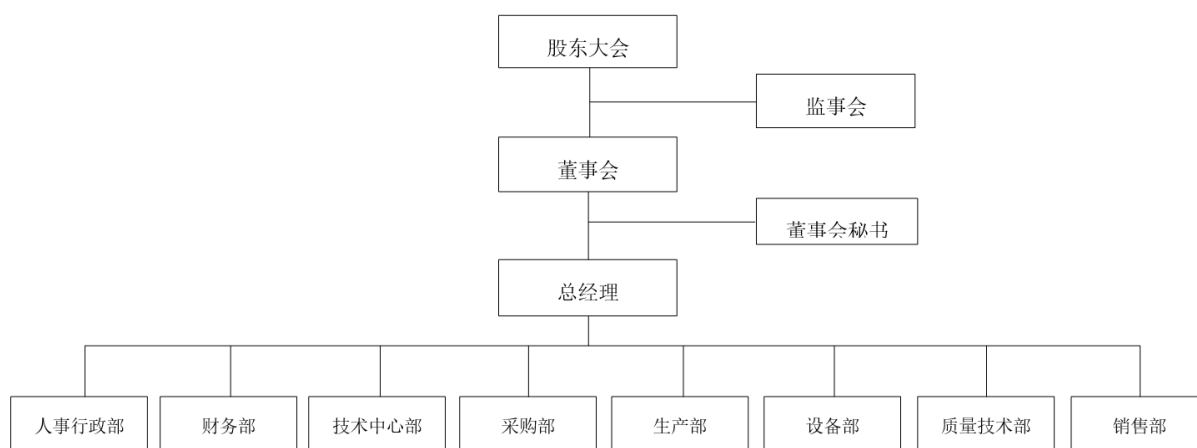 股东大会
监事会
董事会
董事会秘书
总经理
人事行政部
财务部
技术中心部
采购部
生产部
设备部
质量技术部
销售部